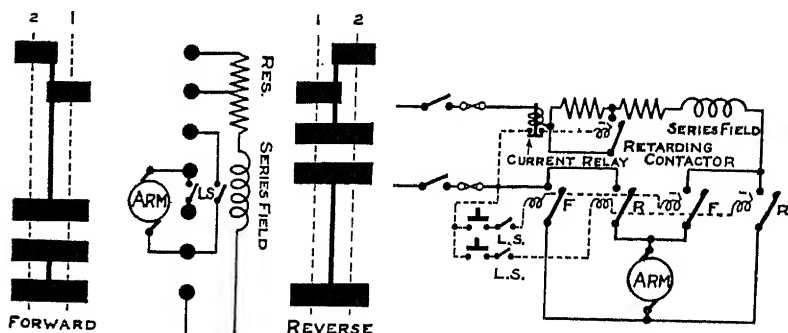 2 1
FORWARD
RES.
SERIES FIELD
LS
ARM
2 1
REVERSE
SERIES FIELD
RETARDING
CONTACTOR
CURRENT RELAY
F R F R
L.S.
L.S.
ARM